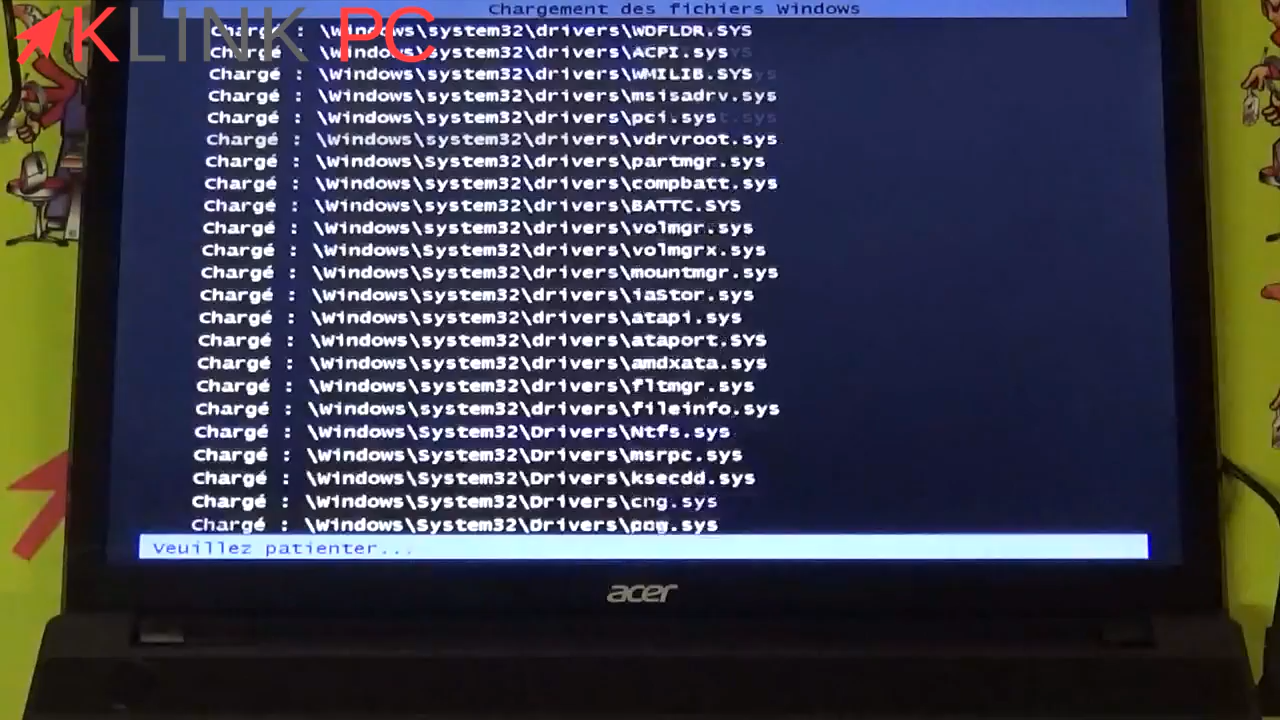 KLINK PC
Chargement des fichiers Windows
Chargé : \Windows\system32\drivers\WDFLDR.SYS
Chargé : \Windows\system32\drivers\ACPI.sys
Chargé : \Windows\system32\drivers\WMILIB.SYS
Chargé : \Windows\system32\drivers\msisadrv.sys
Chargé : \Windows\system32\drivers\pci.sys
Chargé : \Windows\system32\drivers\vdrvroot.sys
Chargé : \Windows\System32\drivers\partmgr.sys
Chargé : \Windows\system32\drivers\compbatt.sys
Chargé : \Windows\system32\drivers\BATTC.SYS
Chargé : \Windows\system32\drivers\volmgr.sys
Chargé : \Windows\System32\drivers\volmgrx.sys
Chargé : \Windows\System32\drivers\mountmgr.sys
Chargé : \Windows\system32\drivers\iaStor.sys
Chargé : \Windows\system32\drivers\atapi.sys
Chargé : \Windows\system32\drivers\ataport.SYS
Chargé : \Windows\system32\drivers\amdxata.sys
Chargé : \Windows\system32\drivers\fltmgr.sys
Chargé : \Windows\system32\drivers\fileinfo.sys
Chargé : \Windows\System32\Drivers\Ntfs.sys
Chargé : \Windows\System32\Drivers\msrpc.sys
Chargé : \Windows\System32\Drivers\ksecdd.sys
Chargé : \Windows\System32\Drivers\cng.sys
Chargé : \Windows\System32\Drivers\
Veuillez patienter...
acer